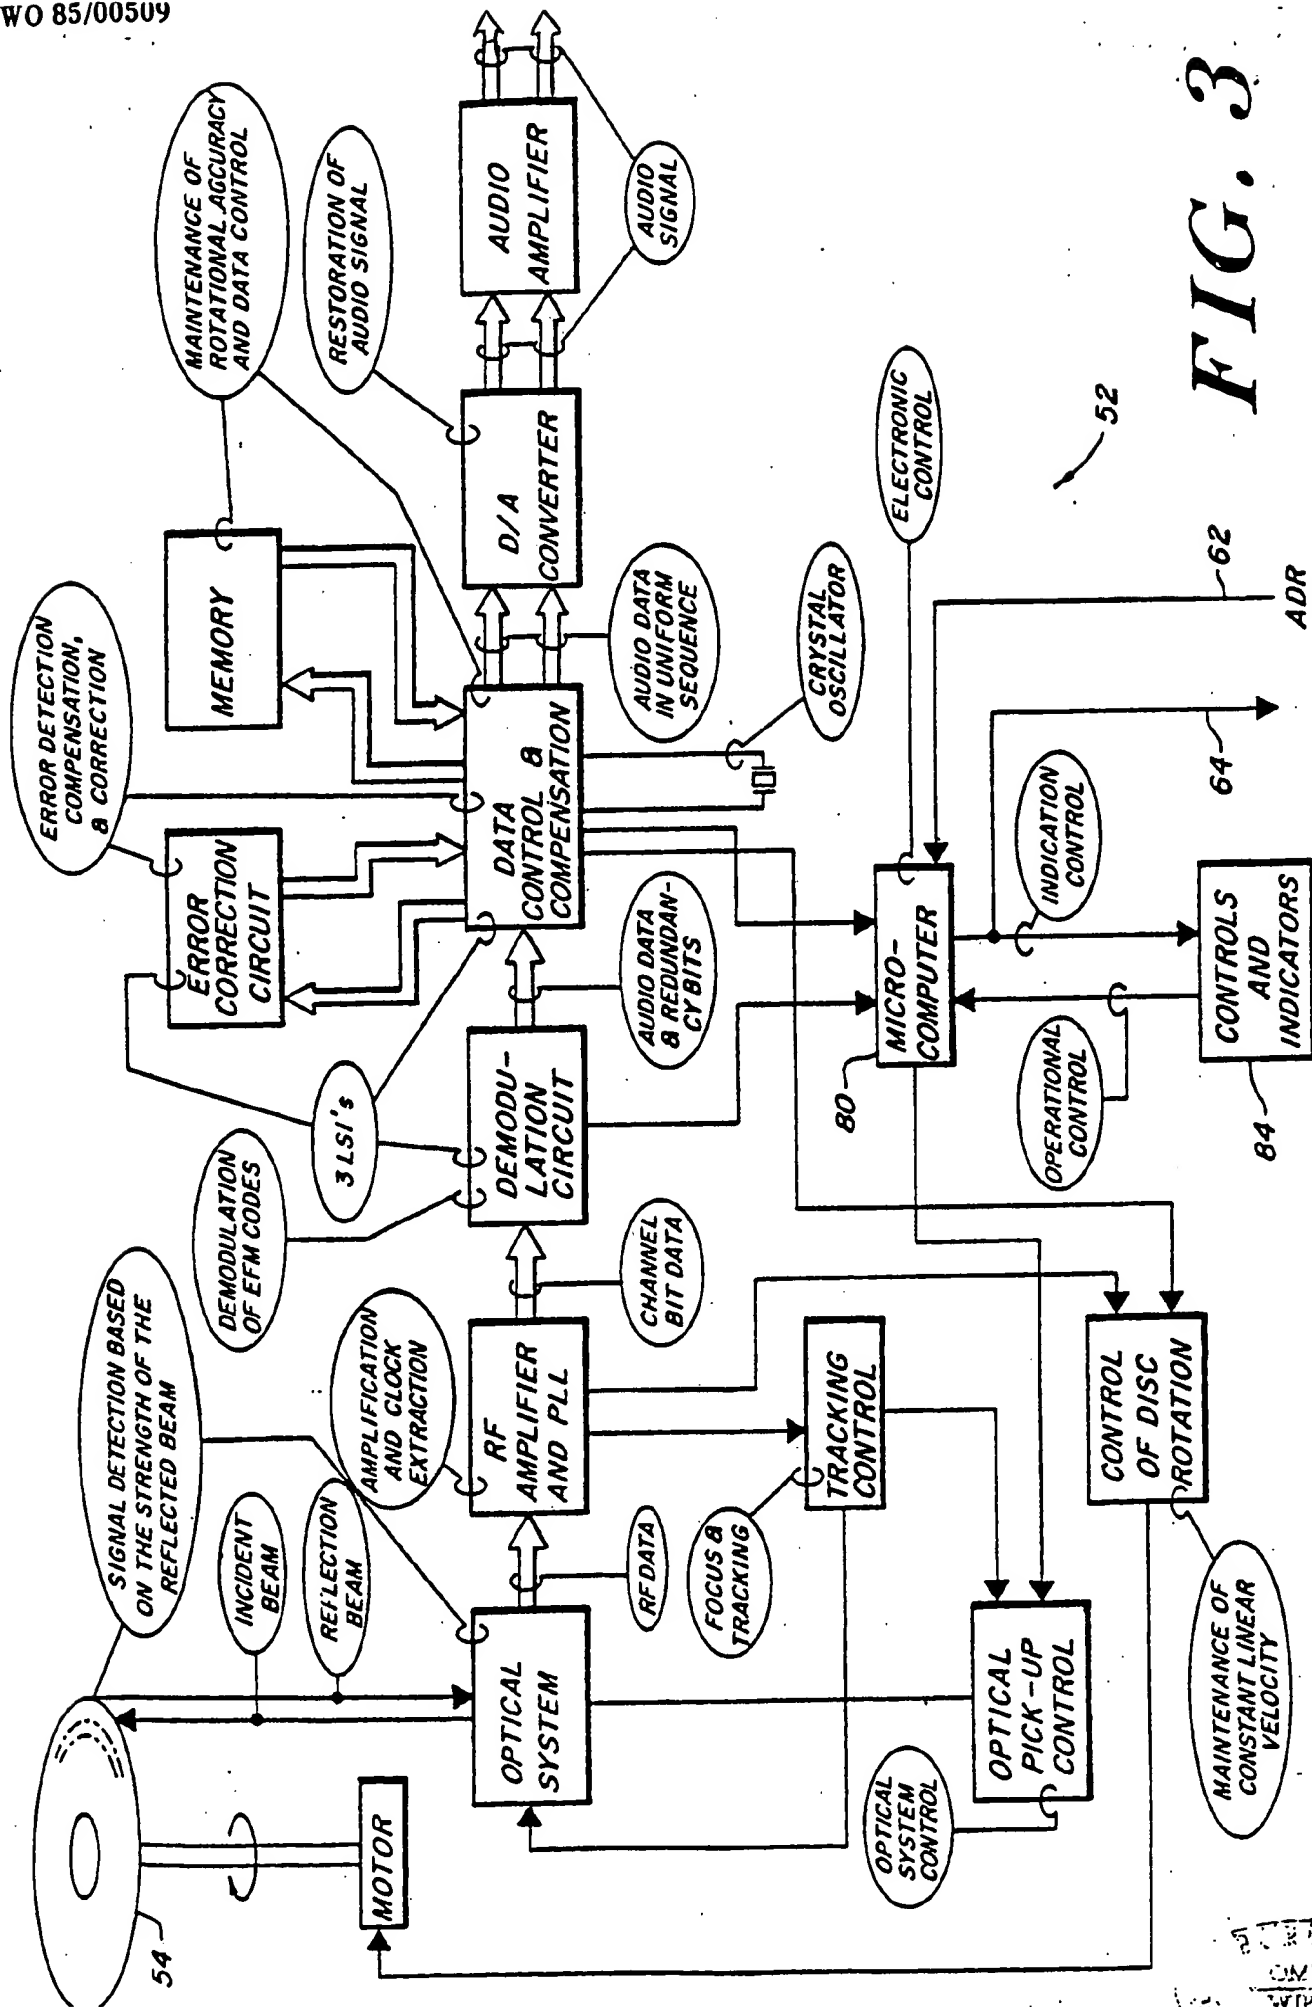 WO 85/00509
SIGNAL DETECTION BASED
ON THE STRENGTH OF THE
REFLECTED BEAM
INCIDENT
BEAM
REFLECTION
BEAM
54
MOTOR
OPTICAL
SYSTEM
RF DATA
AMPLIFICATION
AND CLOCK
EXTRACTION
RF
AMPLIFIER
AND PLL
CHANNEL
BIT DATA
DEMODULATION
OF EFM CODES
3 LSI's
DEMODU-
LATION
CIRCUIT
AUDIO DATA
& REDUNDAN-
CY BITS
ERROR DETECTION
COMPENSATION,
& CORRECTION
ERROR
CORRECTION
CIRCUIT
MEMORY
DATA
CONTROL &
COMPENSATION
MAINTENANCE OF
ROTATIONAL ACCURACY
AND DATA CONTROL
AUDIO DATA
IN UNIFORM
SEQUENCE
CRYSTAL
OSCILLATOR
RESTORATION OF
AUDIO SIGNAL
D/A
CONVERTER
AUDIO
AMPLIFIER
AUDIO
SIGNAL
FOCUS &
TRACKING
TRACKING
CONTROL
OPTICAL
SYSTEM
CONTROL
OPTICAL
PICK-UP
CONTROL
CONTROL
OF DISC
ROTATION
MAINTENANCE OF
CONSTANT LINEAR
VELOCITY
80
MICRO-
COMPUTER
ELECTRONIC
CONTROL
OPERATIONAL
CONTROL
INDICATION
CONTROL
84
CONTROLS
AND
INDICATORS
64
62
ADR
52
FIG. 3